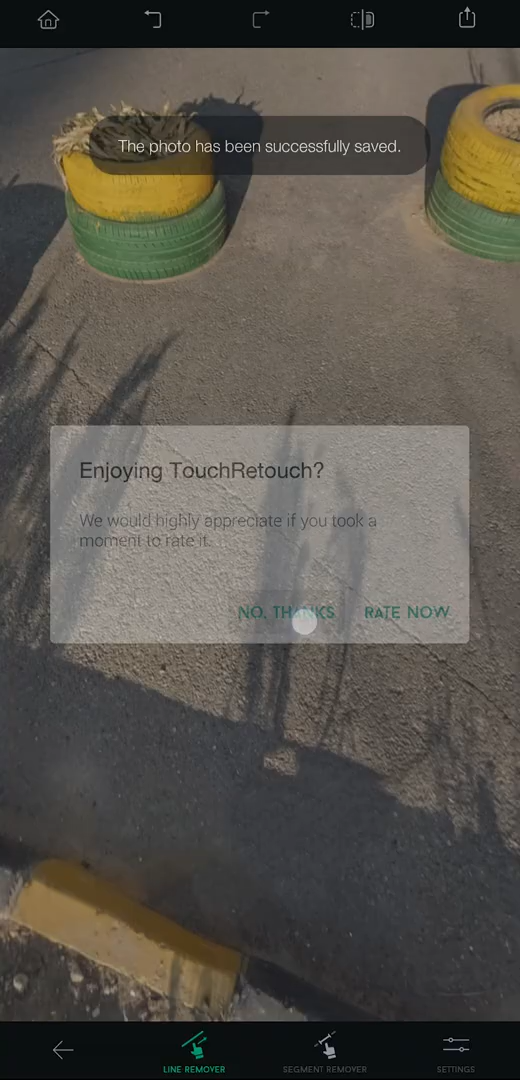 The photo has been successfully saved.
Enjoying TouchRetouch?
We would highly appreciate if you took a
moment to rate it.
NO, THANKS RATE NOW
LINE REMOVER SEGMENT REMOVER SETTINGS